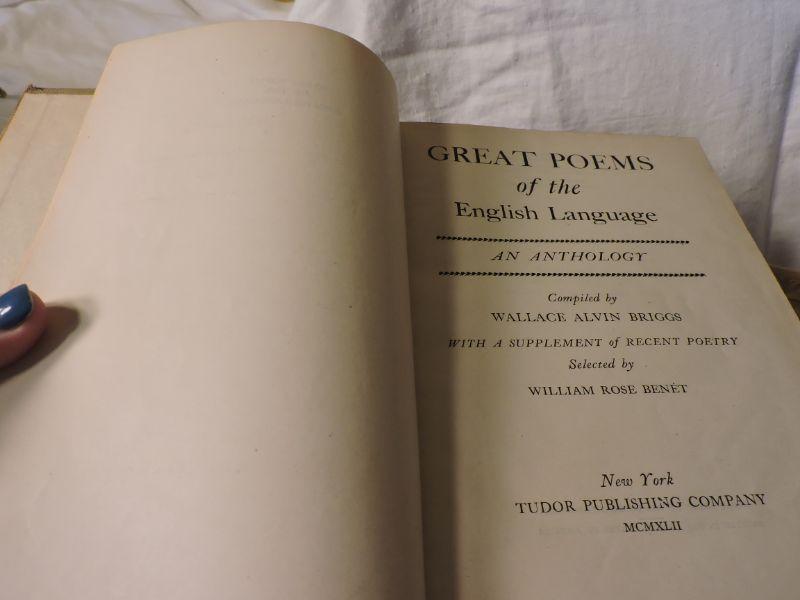 GREAT POEMS
of the
English Language
AN ANTHOLOGY
Compiled by
WALLACE ALVIN BRIGGS
WITH A SUPPLEMENT of RECENT POETRY
Selected by
WILLIAM ROSE BENÉT
New York
TUDOR PUBLISHING COMPANY
MCMXLII